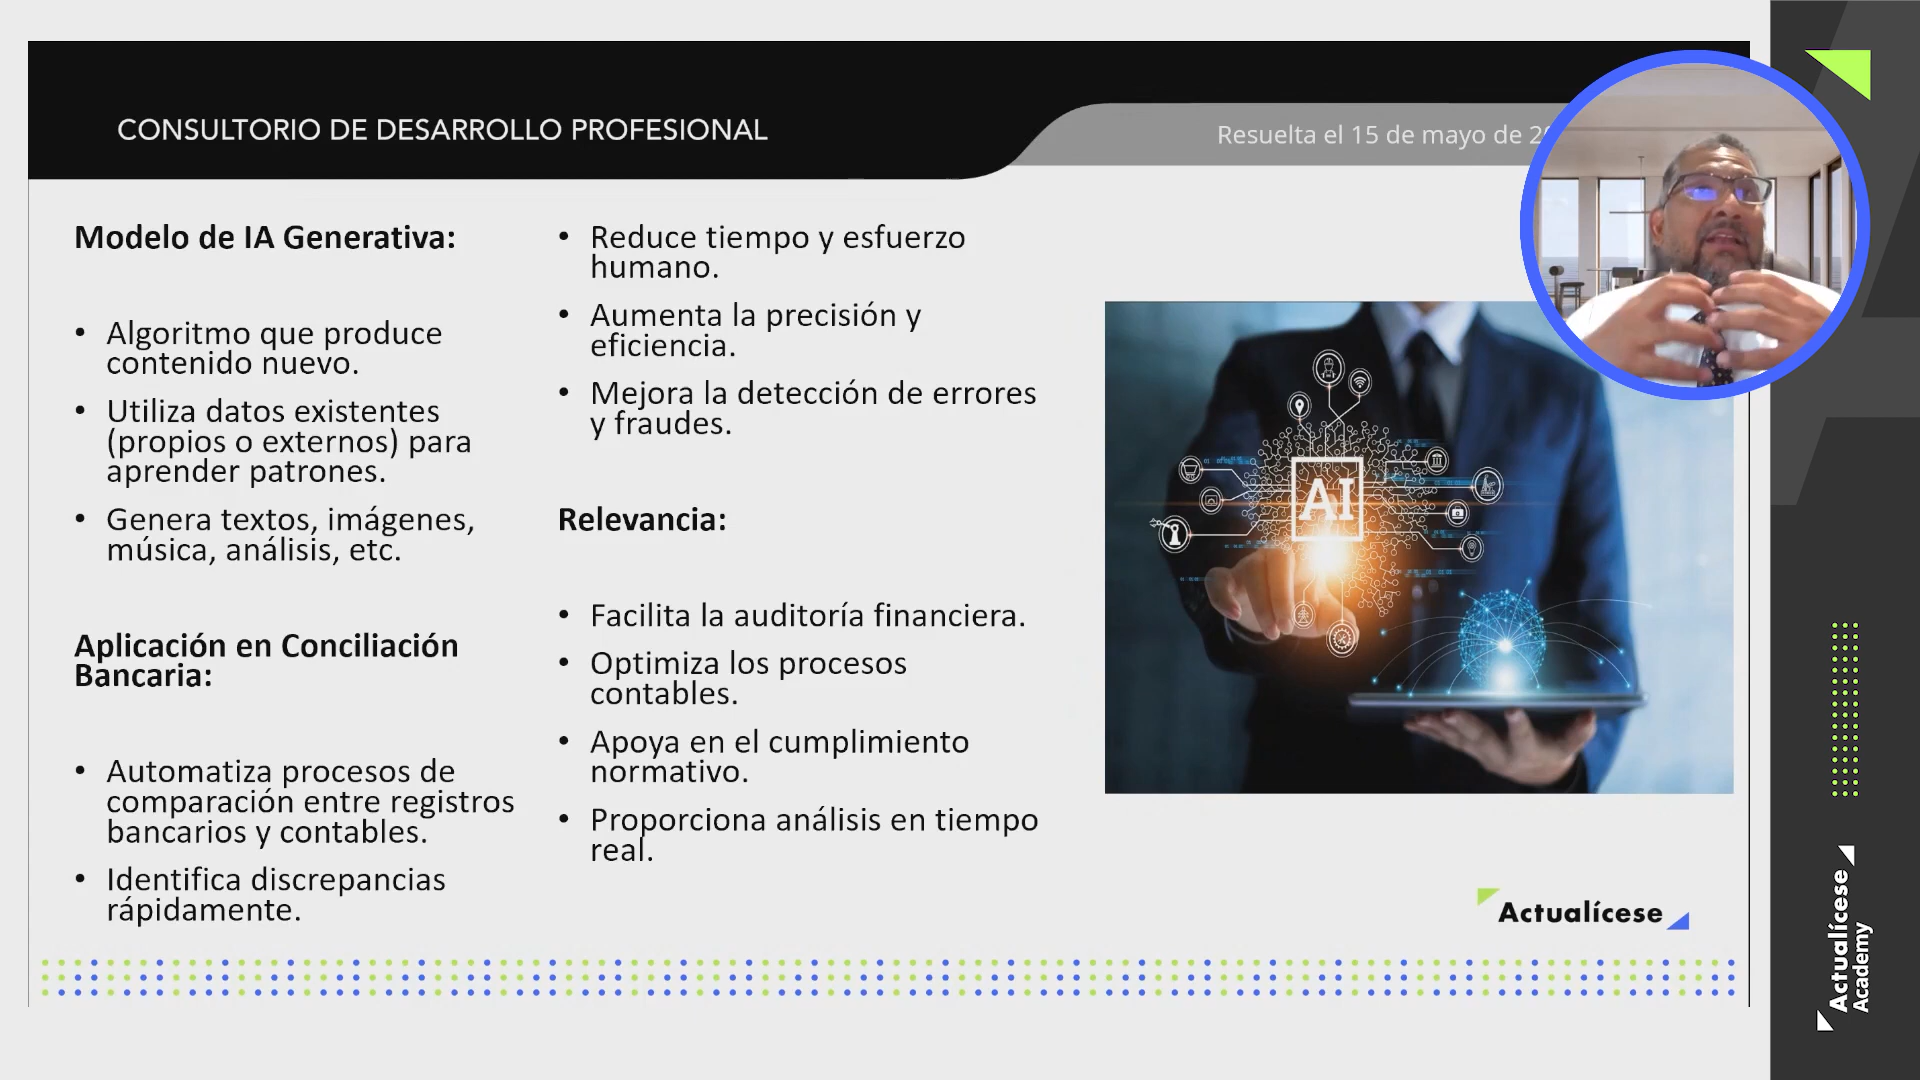 CONSULTORIO DE DESARROLLO PROFESIONAL
Resuelta el 15 de mayo de
Modelo de IA Generativa:
• Algoritmo que produce
contenido nuevo.
• Utiliza datos existentes
(propios o externos) para
aprender patrones.
• Genera textos, imágenes,
música, análisis, etc.
Aplicación en Conciliación
Bancaria:
• Automatiza procesos de
comparación entre registros
bancarios y contables.
• Identifica discrepancias
rápidamente.
• Reduce tiempo y esfuerzo
humano.
• Aumenta la precisión y
eficiencia.
• Mejora la detección de errores
y fraudes.
Relevancia:
• Facilita la auditoría financiera.
• Optimiza los procesos
contables.
• Apoya en el cumplimiento
normativo.
• Proporciona análisis en tiempo
real.
AI
Actualícese
Actualícese
Academy